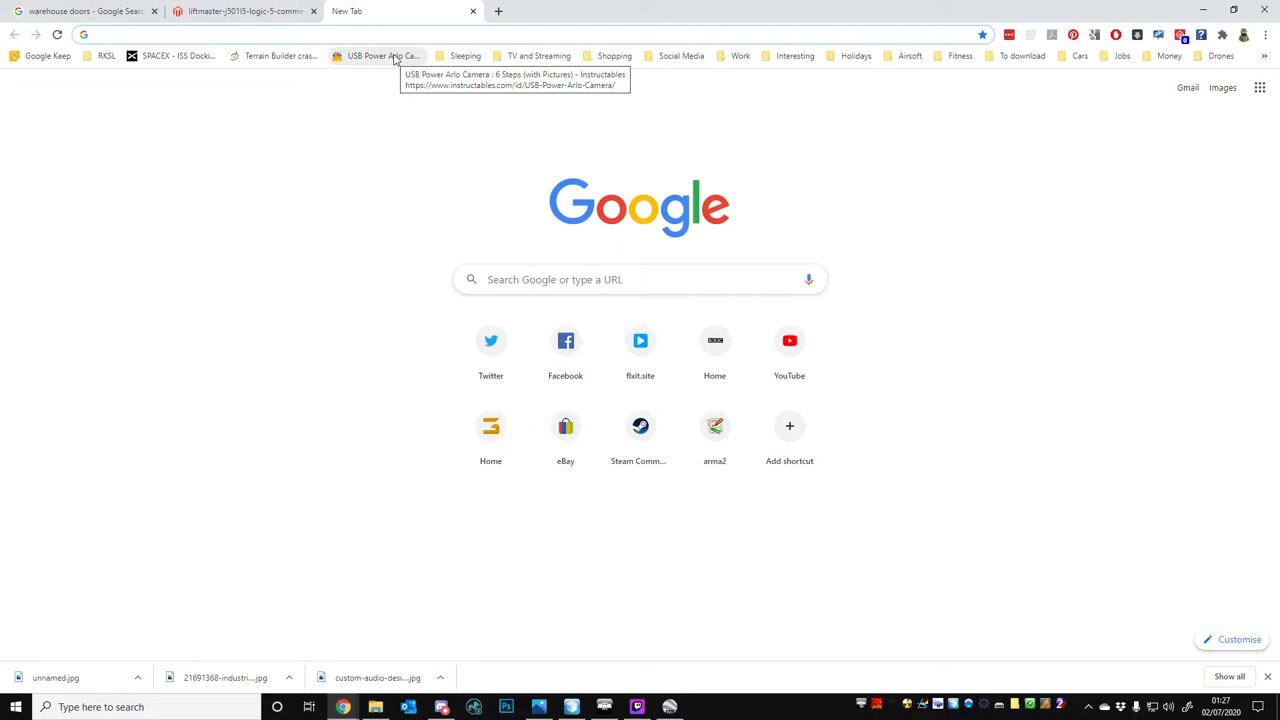 warehouse doors - Google Searc
liftmaster-j501l5-logic-5-comme
New Tab
Google Keep
RKSL
SPACEX - ISS Docki...
Terrain Builder cras...
USB Power Arlo Ca...
Sleeping
TV and Streaming
Shopping
Social Media
Work
Interesting
Holidays
Airsoft
Fitness
To download
Cars
Jobs
Money
Drones
USB Power Arlo Camera : 6 Steps (with Pictures) - Instructables
https://www.instructables.com/id/USB-Power-Arlo-Camera/
Gmail Images
Google
Search Google or type a URL
Twitter
Facebook
flxit.site
BBC
Home
YouTube
Home
eBay
Steam Comm...
arma2
Add shortcut
Customise
unnamed.jpg
21691368-industri....jpg
custom-audio-desi....jpg
Show all
Type here to search
01:27
02/07/2020